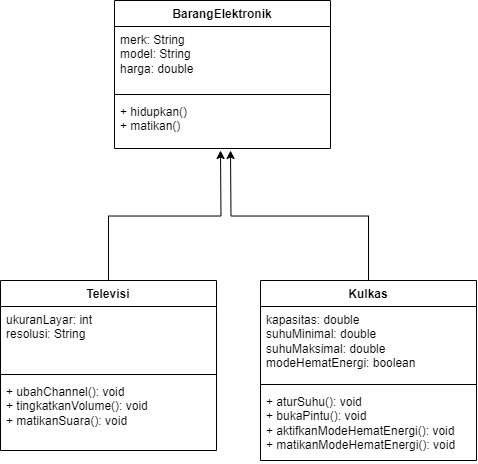 BarangElektronik
merk: String
model: String
harga: double
+ hidupkan()
+ matikan()
Televisi
ukuranLayar: int
resolusi: String
+ ubahChannel(): void
+ tingkatkanVolume(): void
+ matikanSuara(): void
Kulkas
kapasitas: double
suhuMinimal: double
suhuMaksimal: double
modeHematEnergi: boolean
+ aturSuhu(): void
+ bukaPintu(): void
+ aktifkanModeHematEnergi(): void
+ matikanModeHematEnergi(): void